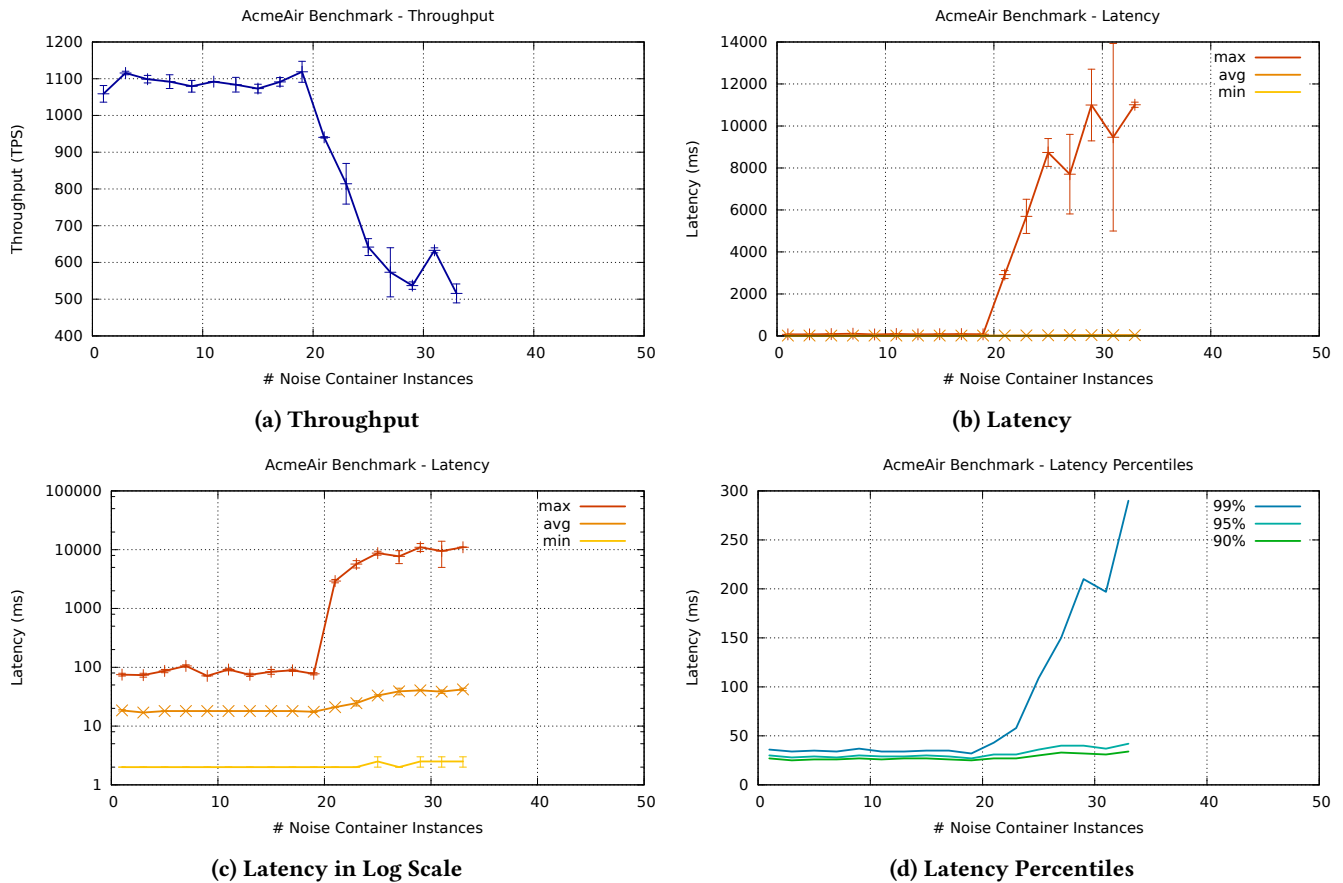 AcmeAir Benchmark - Throughput
1200
1100
1000
900
800
700
600
500
400
Throughput (TPS)
0 10 20 30 40 50
# Noise Container Instances
(a) Throughput
AcmeAir Benchmark - Latency
14000
12000
10000
8000
6000
4000
2000
0
Latency (ms)
max
avg
min
0 10 20 30 40 50
# Noise Container Instances
(b) Latency
AcmeAir Benchmark - Latency
100000
10000
1000
100
10
1
Latency (ms)
max
avg
min
0 10 20 30 40 50
# Noise Container Instances
(c) Latency in Log Scale
AcmeAir Benchmark - Latency Percentiles
300
250
200
150
100
50
0
Latency (ms)
99%
95%
90%
0 10 20 30 40 50
# Noise Container Instances
(d) Latency Percentiles